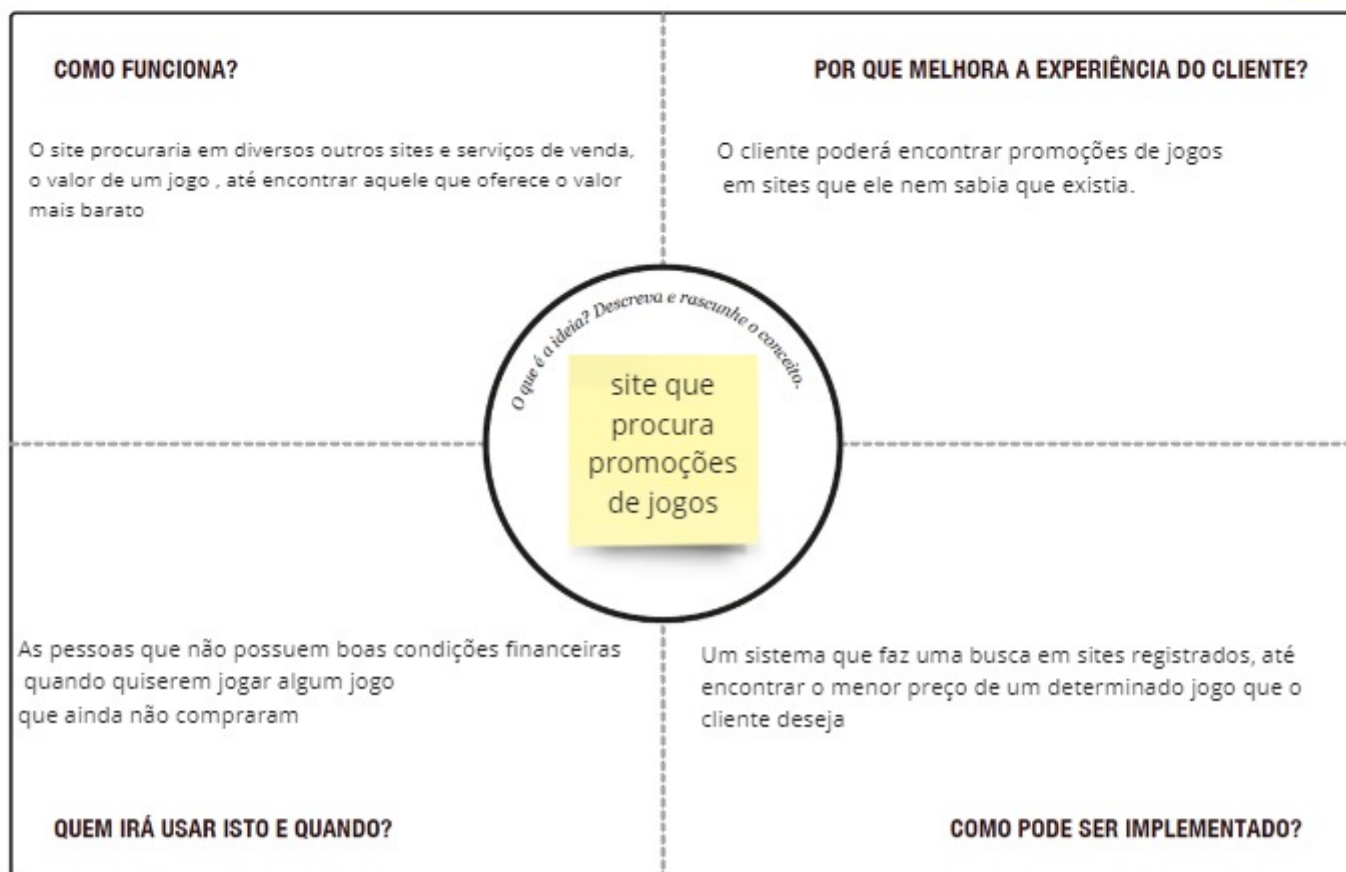 COMO FUNCIONA?
O site procuraria em diversos outros sites e serviços de venda,
o valor de um jogo , até encontrar aquele que oferece o valor
mais barato
POR QUE MELHORA A EXPERIÊNCIA DO CLIENTE?
O cliente poderá encontrar promoções de jogos
em sites que ele nem sabia que existia.
O que é a ideia? Descreva e rascunhe o conceito.
site que
procura
promoções
de jogos
As pessoas que não possuem boas condições financeiras
quando quiserem jogar algum jogo
que ainda não compraram
QUEM IRÁ USAR ISTO E QUANDO?
Um sistema que faz uma busca em sites registrados, até
encontrar o menor preço de um determinado jogo que o
cliente deseja
COMO PODE SER IMPLEMENTADO?